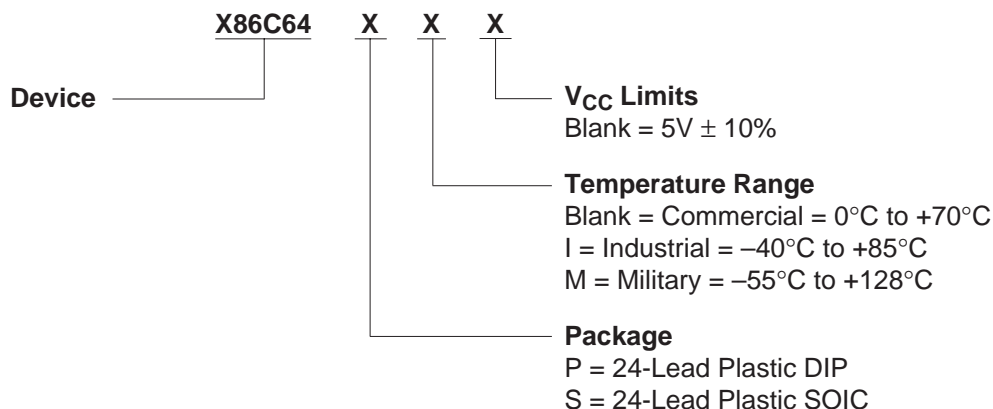 X86C64 X X X
Device
VCC Limits
Blank = 5V ± 10%
Temperature Range
Blank = Commercial = 0°C to +70°C
I = Industrial = –40°C to +85°C
M = Military = –55°C to +128°C
Package
P = 24-Lead Plastic DIP
S = 24-Lead Plastic SOIC